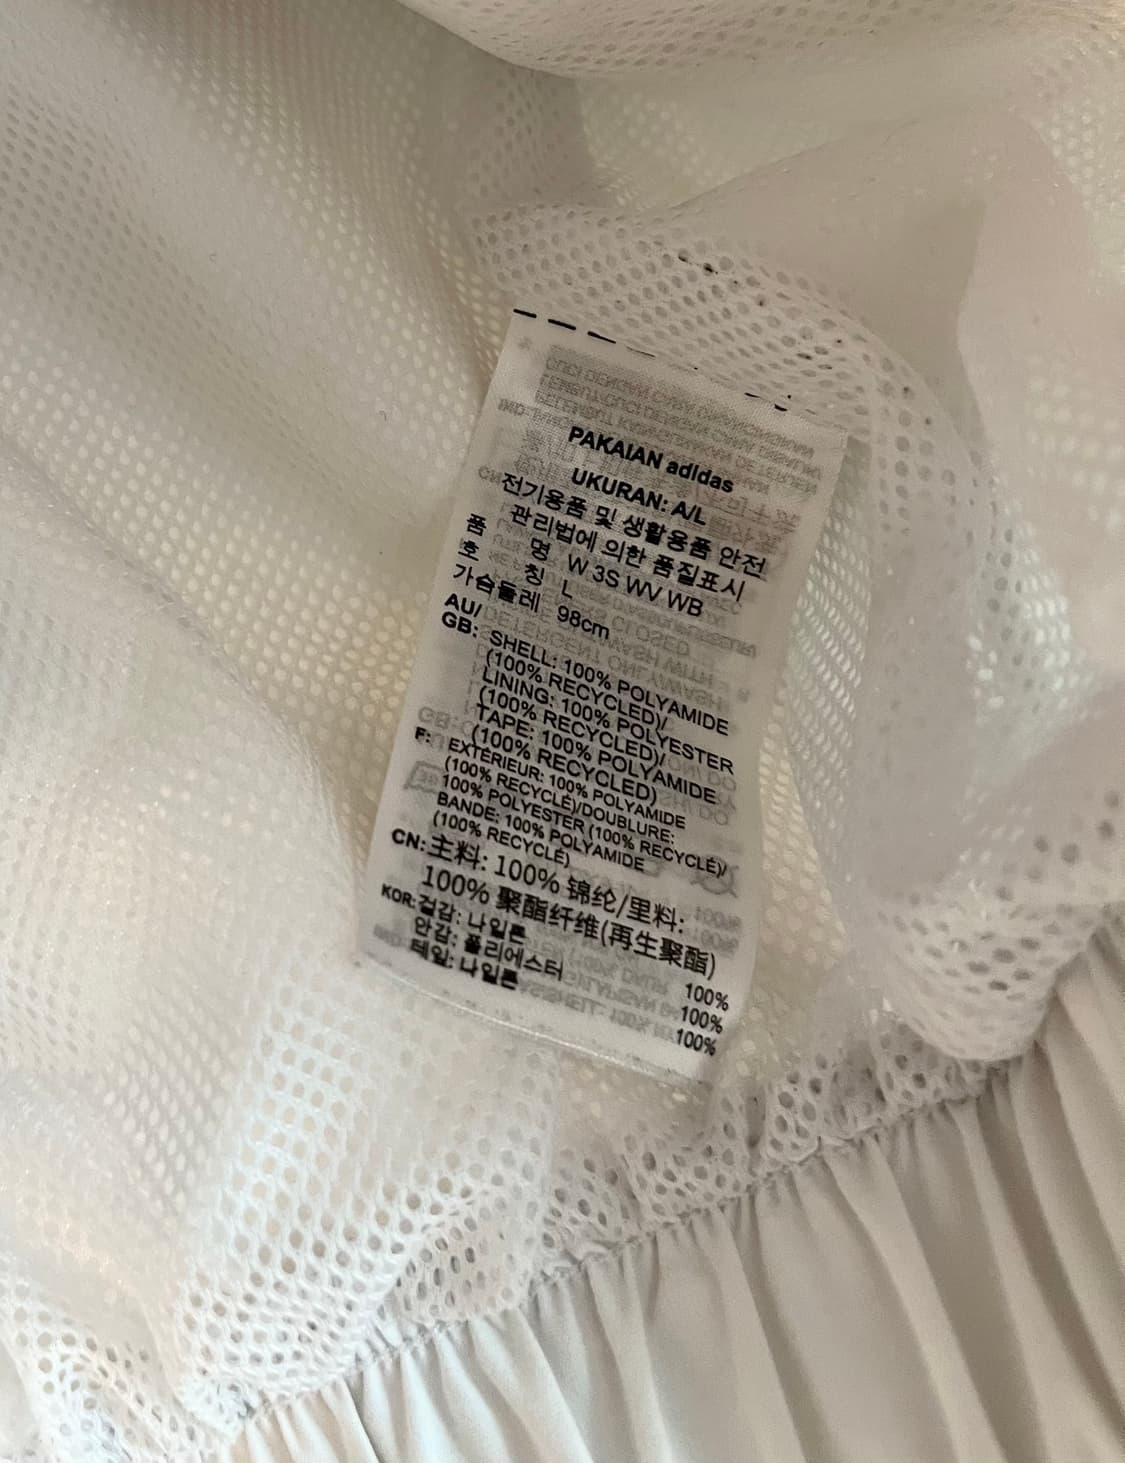 PAKAIAN adidas
UKURAN: A/L
전기용품 및 생활용품 안전
관리법에 의한 품질표시
품 명 W 3S WV WB
호 칭 L
가슴둘레 98cm
AU/
GB: SHELL: 100% POLYAMIDE
(100% RECYCLED)/
LINING: 100% POLYESTER
(100% RECYCLED)/
TAPE: 100% POLYAMIDE
(100% RECYCLED)
F: EXTÉRIEUR: 100% POLYAMIDE
(100% RECYCLÉ)/DOUBLURE:
100% POLYESTER (100% RECYCLÉ)/
BANDE: 100% POLYAMIDE
(100% RECYCLÉ)
CN: 主料: 100% 锦纶/里料:
100% 聚酯纤维(再生聚酯)
KOR: 겉감: 나일론 100%
안감: 폴리에스터 100%
테잎: 나일론 100%